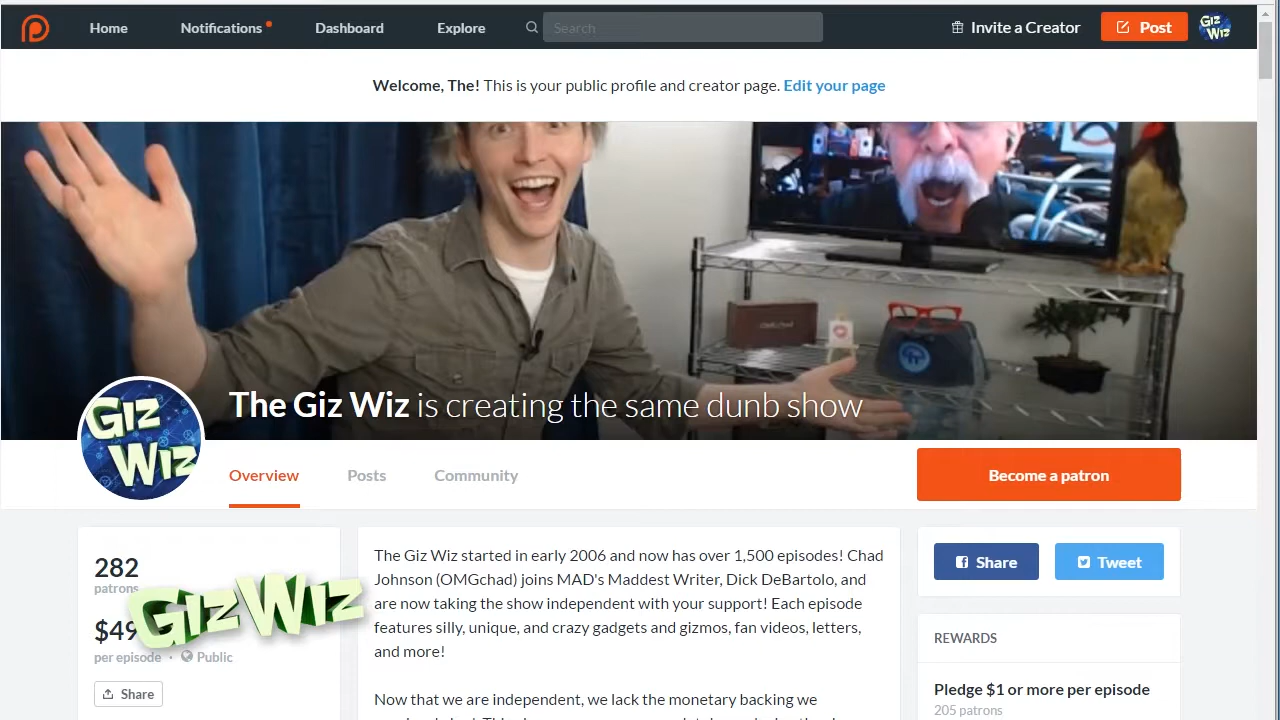 Home Notifications Dashboard Explore Search Invite a Creator Post GIZ WIZ
Welcome, The! This is your public profile and creator page. Edit your page
The Giz Wiz is creating the same dunb show
GIZ WIZ
Overview Posts Community Become a patron
282
patrons
$49
per episode · Public
Share
GIZWIZ
The Giz Wiz started in early 2006 and now has over 1,500 episodes! Chad
Johnson (OMGchad) joins MAD's Maddest Writer, Dick DeBartolo, and
are now taking the show independent with your support! Each episode
features silly, unique, and crazy gadgets and gizmos, fan videos, letters,
and more!
Now that we are independent, we lack the monetary backing we
Share Tweet
REWARDS
Pledge $1 or more per episode
205 patrons